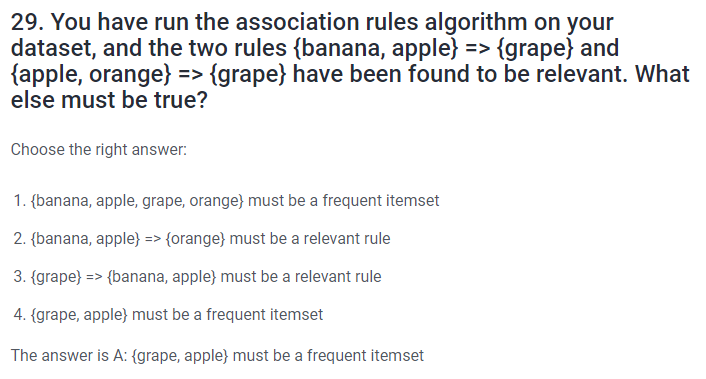 29. You have run the association rules algorithm on your
dataset, and the two rules {banana, apple} => {grape} and
{apple, orange} => {grape} have been found to be relevant. What
else must be true?
Choose the right answer:
1. {banana, apple, grape, orange} must be a frequent itemset
2. {banana, apple} => {orange} must be a relevant rule
3. {grape} => {banana, apple} must be a relevant rule
4. {grape, apple} must be a frequent itemset
The answer is A: {grape, apple} must be a frequent itemset